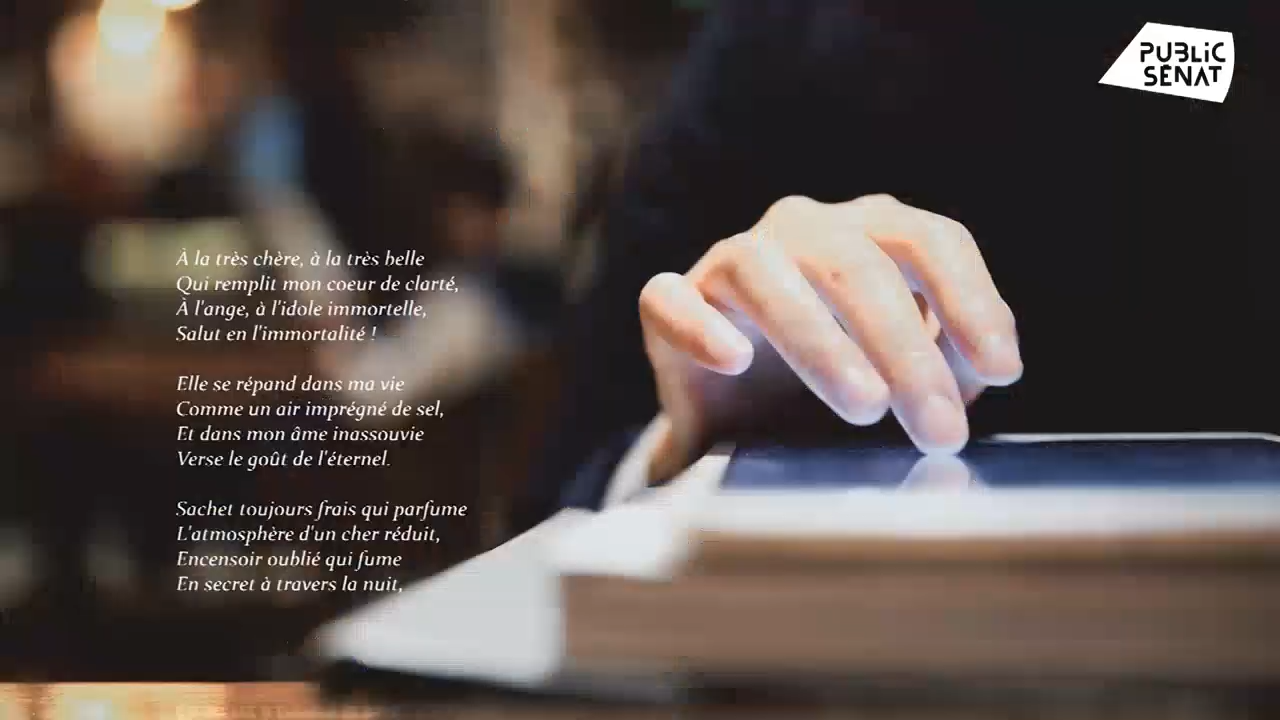 PUBLIC
SÉNAT
À la très chère, à la très belle
Qui remplit mon coeur de clarté,
À l'ange, à l'idole immortelle,
Salut en l'immortalité !
Elle se répand dans ma vie
Comme un air imprégné de sel,
Et dans mon âme inassouvie
Verse le goût de l'éternel.
Sachet toujours frais qui parfume
L'atmosphère d'un cher réduit,
Encensoir oublié qui fume
En secret à travers la nuit,